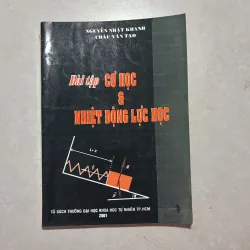 NGUYỄN NHẬT KHANH
CHÂU VĂN TẠO
Bài tập CƠ HỌC
&
NHIỆT ĐỘNG LỰC HỌC
TỦ SÁCH TRƯỜNG ĐẠI HỌC KHOA HỌC TỰ NHIÊN TP.HCM
2001